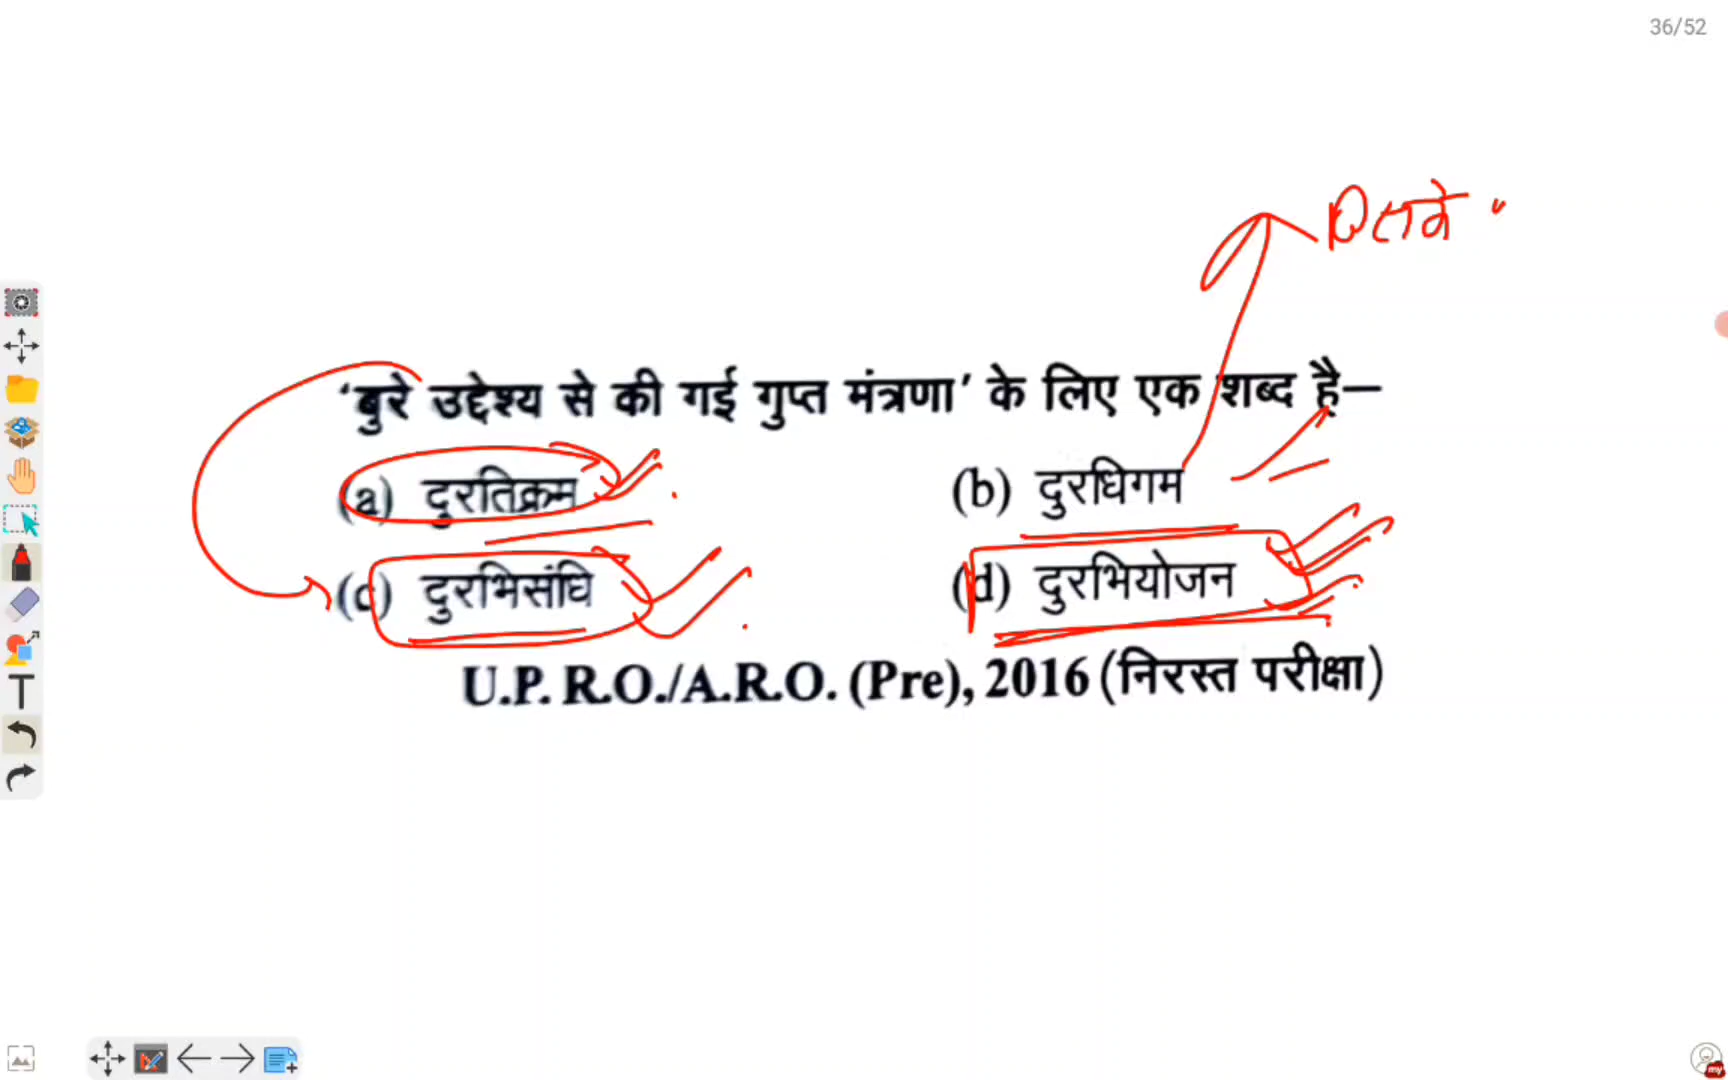 36/52
'बुरे उद्देश्य से की गई गुप्त मंत्रणा' के लिए एक शब्द है—
(a) दुरतिक्रम (b) दुरधिगम
(c) दुरभिसंधि (d) दुरभियोजन
U.P. R.O./A.R.O. (Pre), 2016 (निरस्त परीक्षा)